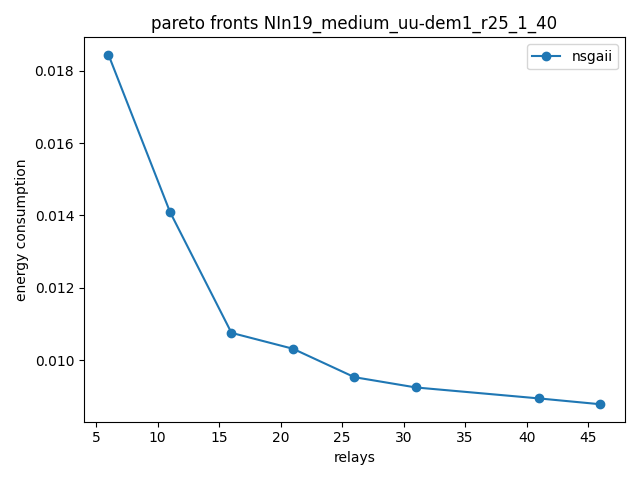 pareto fronts NIn19_medium_uu-dem1_r25_1_40
nsgaii
0.018
0.016
0.014
0.012
0.010
energy consumption
5 10 15 20 25 30 35 40 45
relays